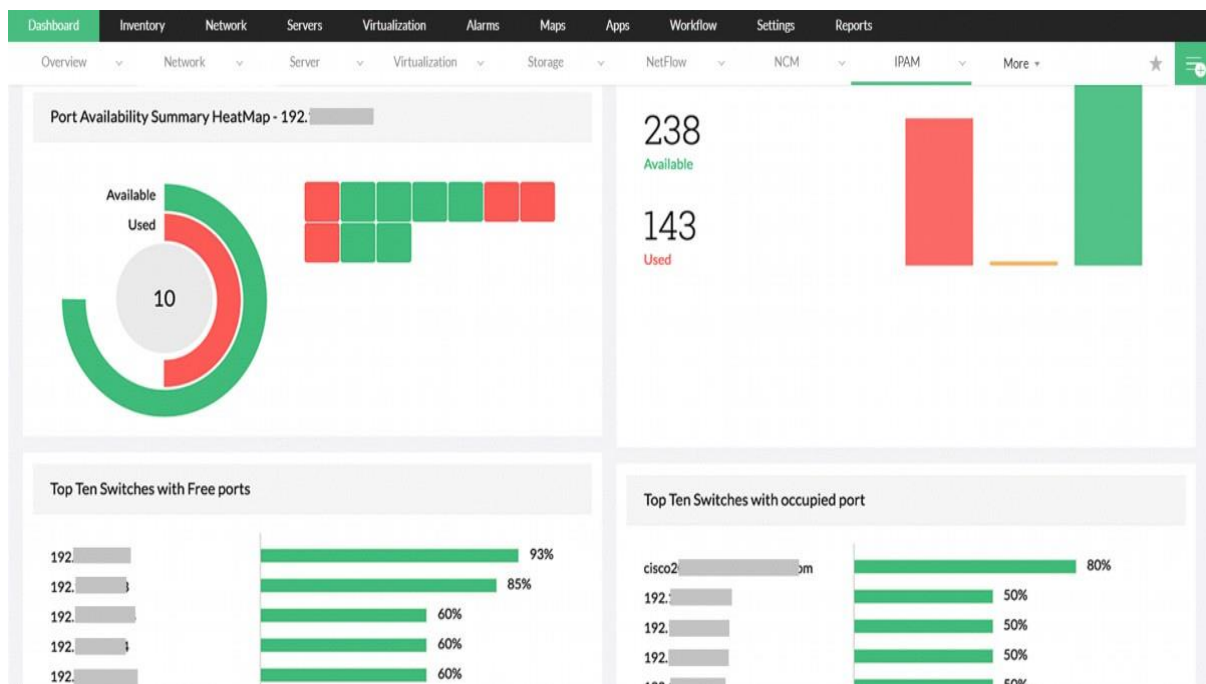 Dashboard Inventory Network Servers Virtualization Alarms Maps Apps Workflow Settings Reports
Overview Network Server Virtualization Storage NetFlow NCM IPAM More
Port Availability Summary HeatMap - 192.
Available
Used
10
238
Available
143
Used
Top Ten Switches with Free ports
192. 93%
192. 85%
192. 60%
192. 60%
192. 60%
Top Ten Switches with occupied port
cisco2 om 80%
192. 50%
192. 50%
192. 50%
50%